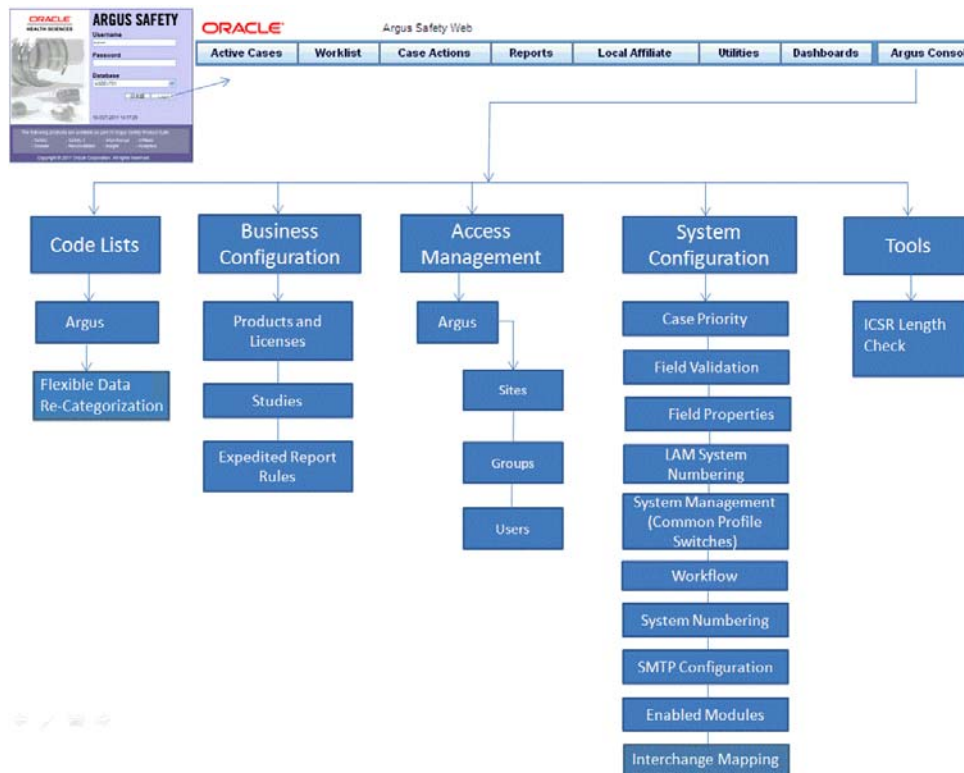 ORACLE
HEALTH SCIENCES
ARGUS SAFETY
Username
Password
Database
ORACLE
Argus Safety Web
Active Cases
Worklist
Case Actions
Reports
Local Affiliate
Utilities
Dashboards
Argus Consol
Code Lists
Argus
Flexible Data
Re-Categorization
Business
Configuration
Products and
Licenses
Studies
Expedited Report
Rules
Access
Management
Argus
Sites
Groups
Users
System
Configuration
Case Priority
Field Validation
Field Properties
LAM System
Numbering
System Management
(Common Profile
Switches)
Workflow
System Numbering
SMTP Configuration
Enabled Modules
Interchange Mapping
Tools
ICSR Length
Check